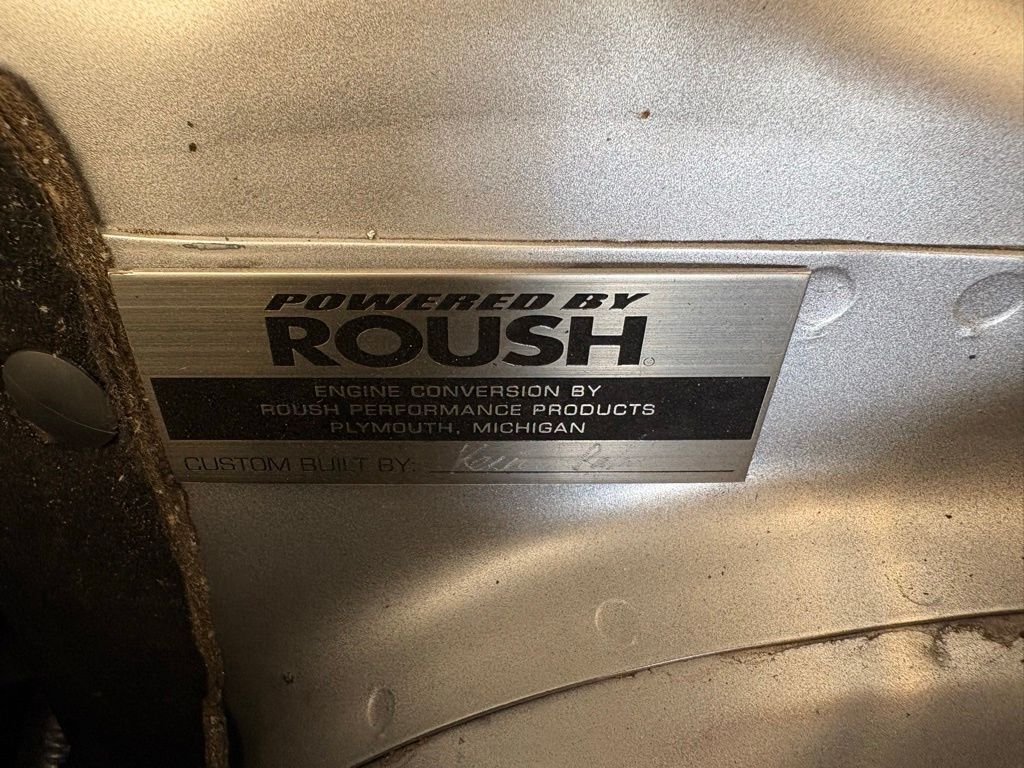 POWERED BY
ROUSH®
ENGINE CONVERSION BY
ROUSH PERFORMANCE PRODUCTS
PLYMOUTH, MICHIGAN
CUSTOM BUILT BY: